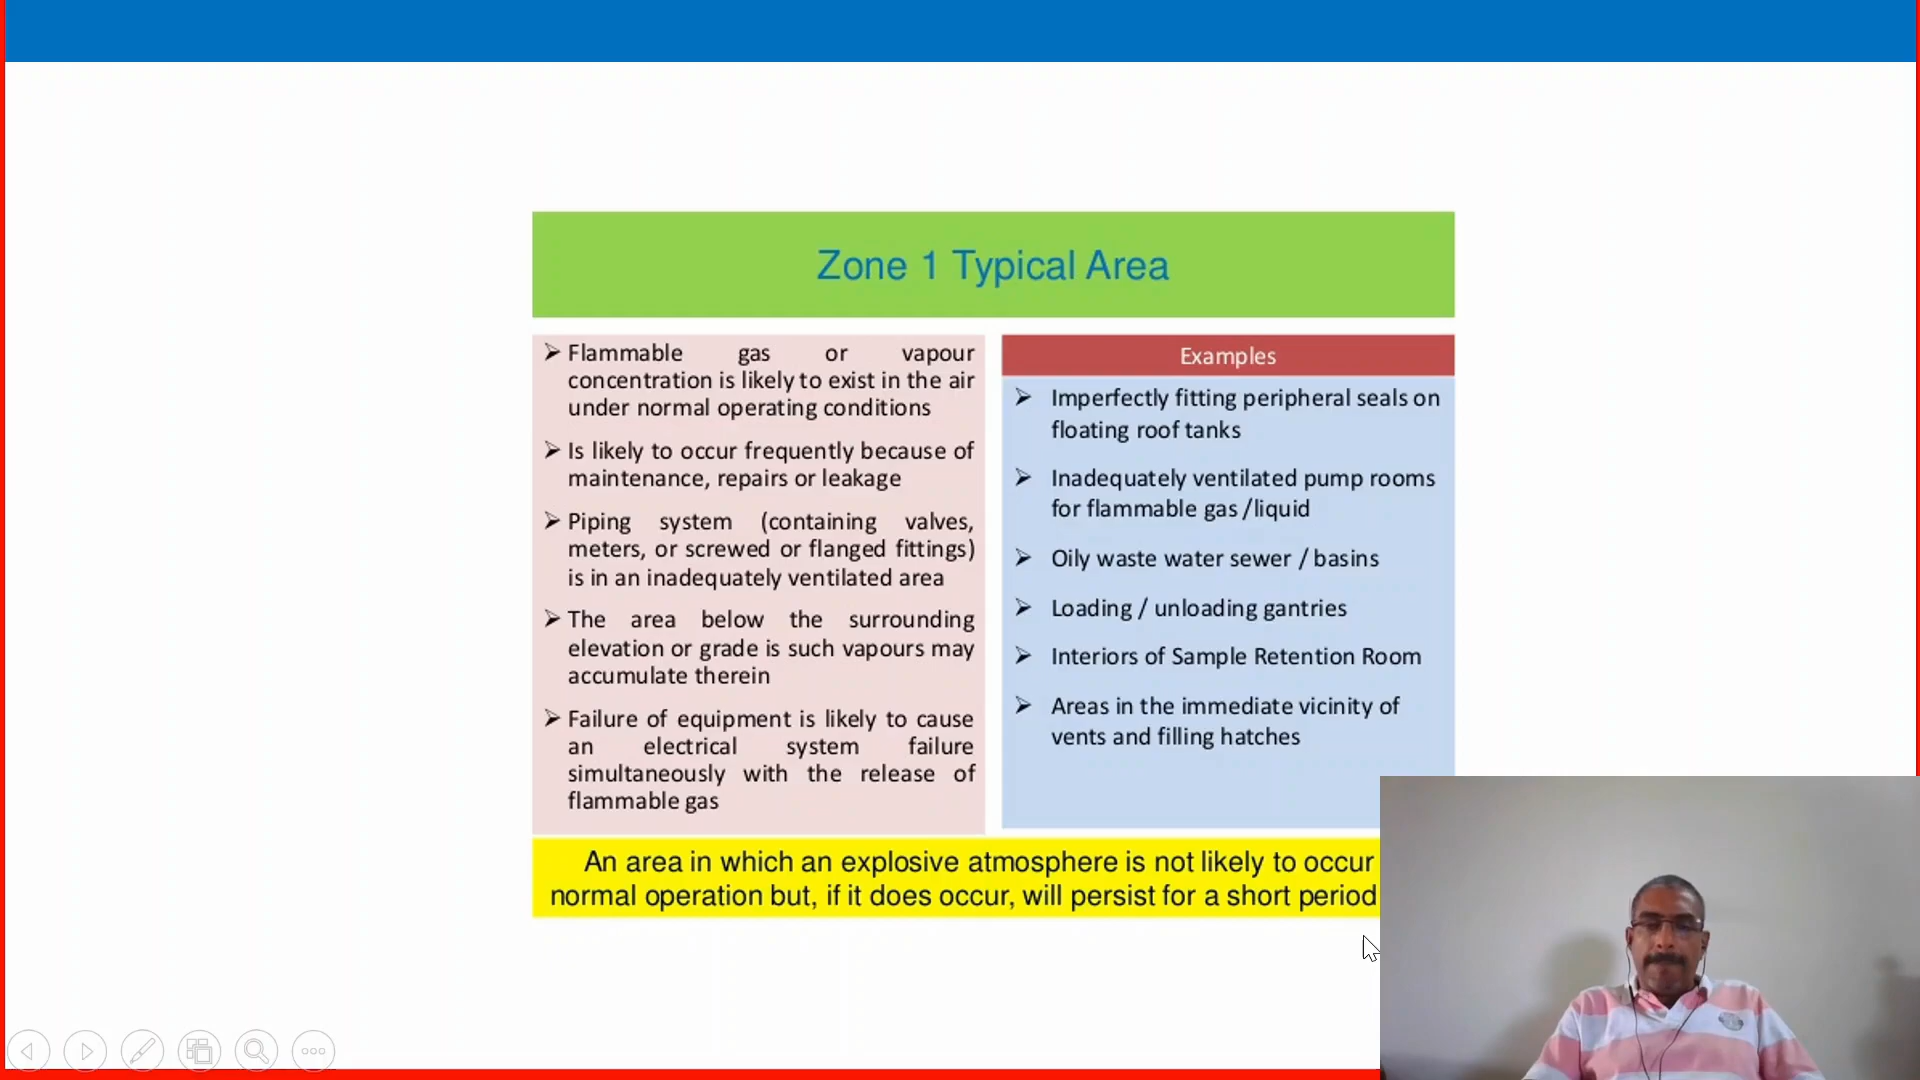 Zone 1 Typical Area
➢ Flammable gas or vapour
concentration is likely to exist in the air
under normal operating conditions
➢ Is likely to occur frequently because of
maintenance, repairs or leakage
➢ Piping system (containing valves,
meters, or screwed or flanged fittings)
is in an inadequately ventilated area
➢ The area below the surrounding
elevation or grade is such vapours may
accumulate therein
➢ Failure of equipment is likely to cause
an electrical system failure
simultaneously with the release of
flammable gas
Examples
➢ Imperfectly fitting peripheral seals on
floating roof tanks
➢ Inadequately ventilated pump rooms
for flammable gas /liquid
➢ Oily waste water sewer / basins
➢ Loading / unloading gantries
➢ Interiors of Sample Retention Room
➢ Areas in the immediate vicinity of
vents and filling hatches
An area in which an explosive atmosphere is not likely to occur
normal operation but, if it does occur, will persist for a short period